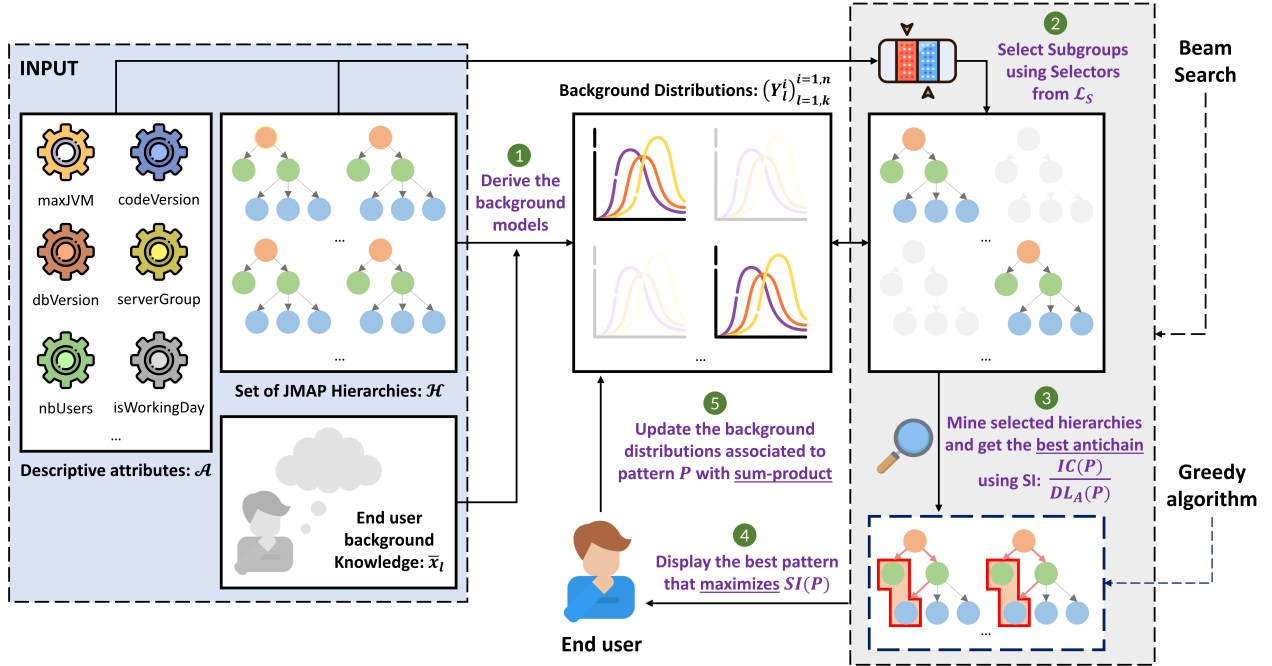 INPUT
maxJVM
codeVersion
dbVersion
serverGroup
nbUsers
isWorkingDay
...
Descriptive attributes: 𝒜
...
...
Set of JMAP Hierarchies: ℋ
End user
background
Knowledge: x̅_l
1
Derive the
background
models
Background Distributions: (Y_l^i)_{l=1,k}^{i=1,n}
...
2
Select Subgroups
using Selectors
from ℒ_S
Beam
Search
...
...
3
Mine selected hierarchies
and get the best antichain
using SI: IC(P)
DL_A(P)
Greedy
algorithm
...
4
Display the best pattern
that maximizes SI(P)
5
Update the background
distributions associated to
pattern P with sum-product
End user